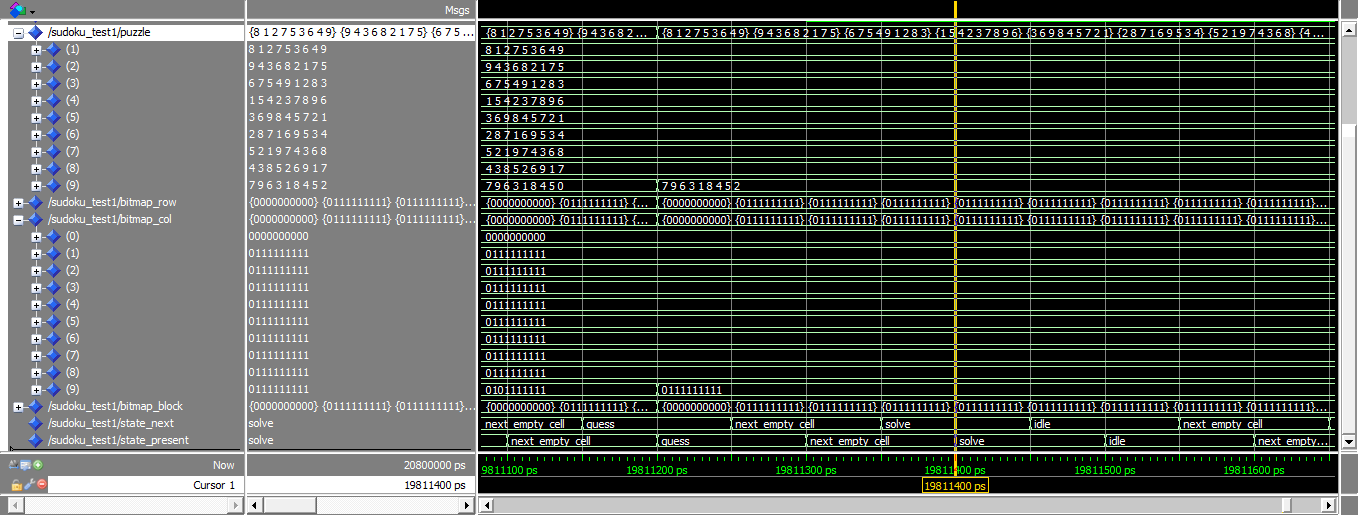 Msgs
/sudoku_test1/puzzle {8 1 2 7 5 3 6 4 9} {9 4 3 6 8 2 1 7 5} {6 7 5 ... {8 1 2 7 5 3 6 4 9} {9 4 3 6 8 2 ... {8 1 2 7 5 3 6 4 9} {9 4 3 6 8 2 1 7 5} {6 7 5 4 9 1 2 8 3} {1 5 4 2 3 7 8 9 6} {3 6 9 8 4 5 7 2 1} {2 8 7 1 6 9 5 3 4} {5 2 1 9 7 4 3 6 8} {4 ...
(1) 8 1 2 7 5 3 6 4 9 8 1 2 7 5 3 6 4 9
(2) 9 4 3 6 8 2 1 7 5 9 4 3 6 8 2 1 7 5
(3) 6 7 5 4 9 1 2 8 3 6 7 5 4 9 1 2 8 3
(4) 1 5 4 2 3 7 8 9 6 1 5 4 2 3 7 8 9 6
(5) 3 6 9 8 4 5 7 2 1 3 6 9 8 4 5 7 2 1
(6) 2 8 7 1 6 9 5 3 4 2 8 7 1 6 9 5 3 4
(7) 5 2 1 9 7 4 3 6 8 5 2 1 9 7 4 3 6 8
(8) 4 3 8 5 2 6 9 1 7 4 3 8 5 2 6 9 1 7
(9) 7 9 6 3 1 8 4 5 2 7 9 6 3 1 8 4 5 0 7 9 6 3 1 8 4 5 2
/sudoku_test1/bitmap_row {0000000000} {0111111111} {0111111111}... {0000000000} {0111111111} {... {0000000000} {0111111111} {0111111111} {0111111111} {0111111111} {0111111111} {0111111111} {0111111111} {0111111111}...
/sudoku_test1/bitmap_col {0000000000} {0111111111} {0111111111}... {0000000000} {0111111111} {... {0000000000} {0111111111} {0111111111} {0111111111} {0111111111} {0111111111} {0111111111} {0111111111} {0111111111}...
(0) 0000000000 0000000000
(1) 0111111111 0111111111
(2) 0111111111 0111111111
(3) 0111111111 0111111111
(4) 0111111111 0111111111
(5) 0111111111 0111111111
(6) 0111111111 0111111111
(7) 0111111111 0111111111
(8) 0111111111 0111111111
(9) 0111111111 0101111111 0111111111
/sudoku_test1/bitmap_block {0000000000} {0111111111} {0111111111}... {0000000000} {0111111111} {... {0000000000} {0111111111} {0111111111} {0111111111} {0111111111} {0111111111} {0111111111} {0111111111} {0111111111}...
/sudoku_test1/state_next solve next_empty_cell guess next_empty_cell solve idle next_empty_cell
/sudoku_test1/state_present solve next_empty_cell guess next_empty_cell solve idle next_empty...
Now 20800000 ps 9811100 ps 19811200 ps 19811300 ps 19811400 ps 19811500 ps 19811600 ps
Cursor 1 19811400 ps 19811400 ps